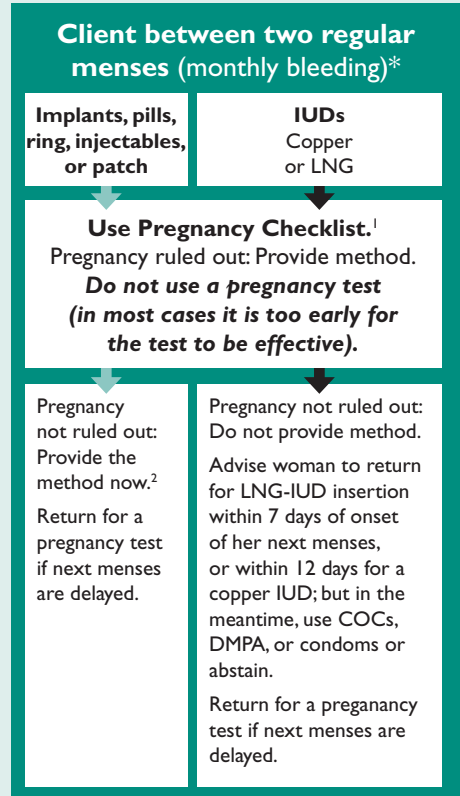 Client between two regular
menses (monthly bleeding)*
Implants, pills,
ring, injectables,
or patch
IUDs
Copper
or LNG
Use Pregnancy Checklist.¹
Pregnancy ruled out: Provide method.
Do not use a pregnancy test
(in most cases it is too early for
the test to be effective).
Pregnancy
not ruled out:
Provide the
method now.²
Return for a
pregnancy test
if next menses
are delayed.
Pregnancy not ruled out:
Do not provide method.
Advise woman to return
for LNG-IUD insertion
within 7 days of onset
of her next menses,
or within 12 days for a
copper IUD; but in the
meantime, use COCs,
DMPA, or condoms or
abstain.
Return for a preganancy
test if next menses are
delayed.